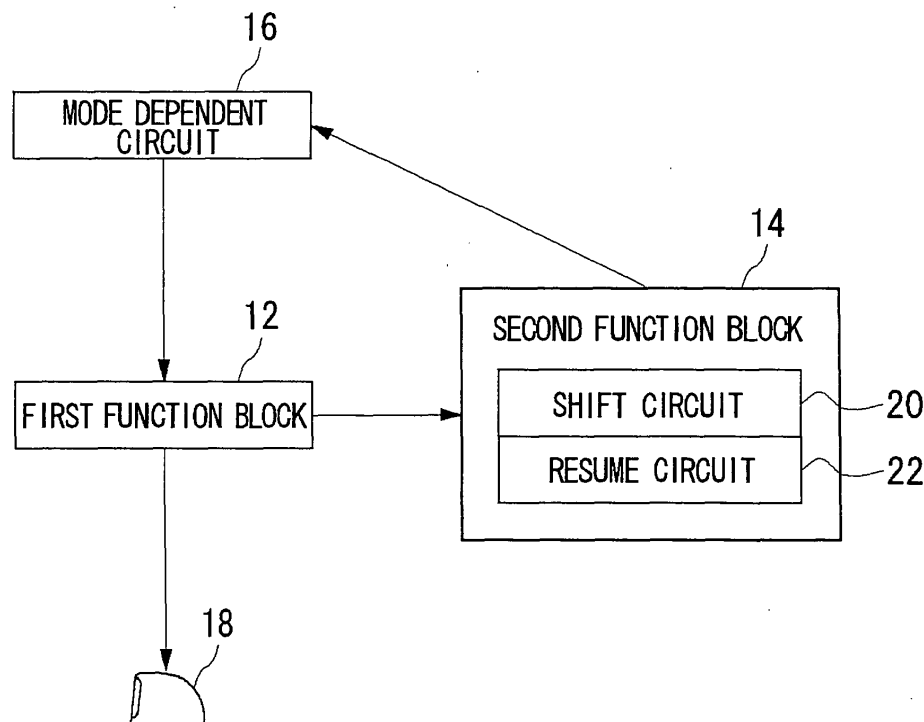 16
MODE DEPENDENT
CIRCUIT
14
12
SECOND FUNCTION BLOCK
SHIFT CIRCUIT
20
FIRST FUNCTION BLOCK
RESUME CIRCUIT
22
18